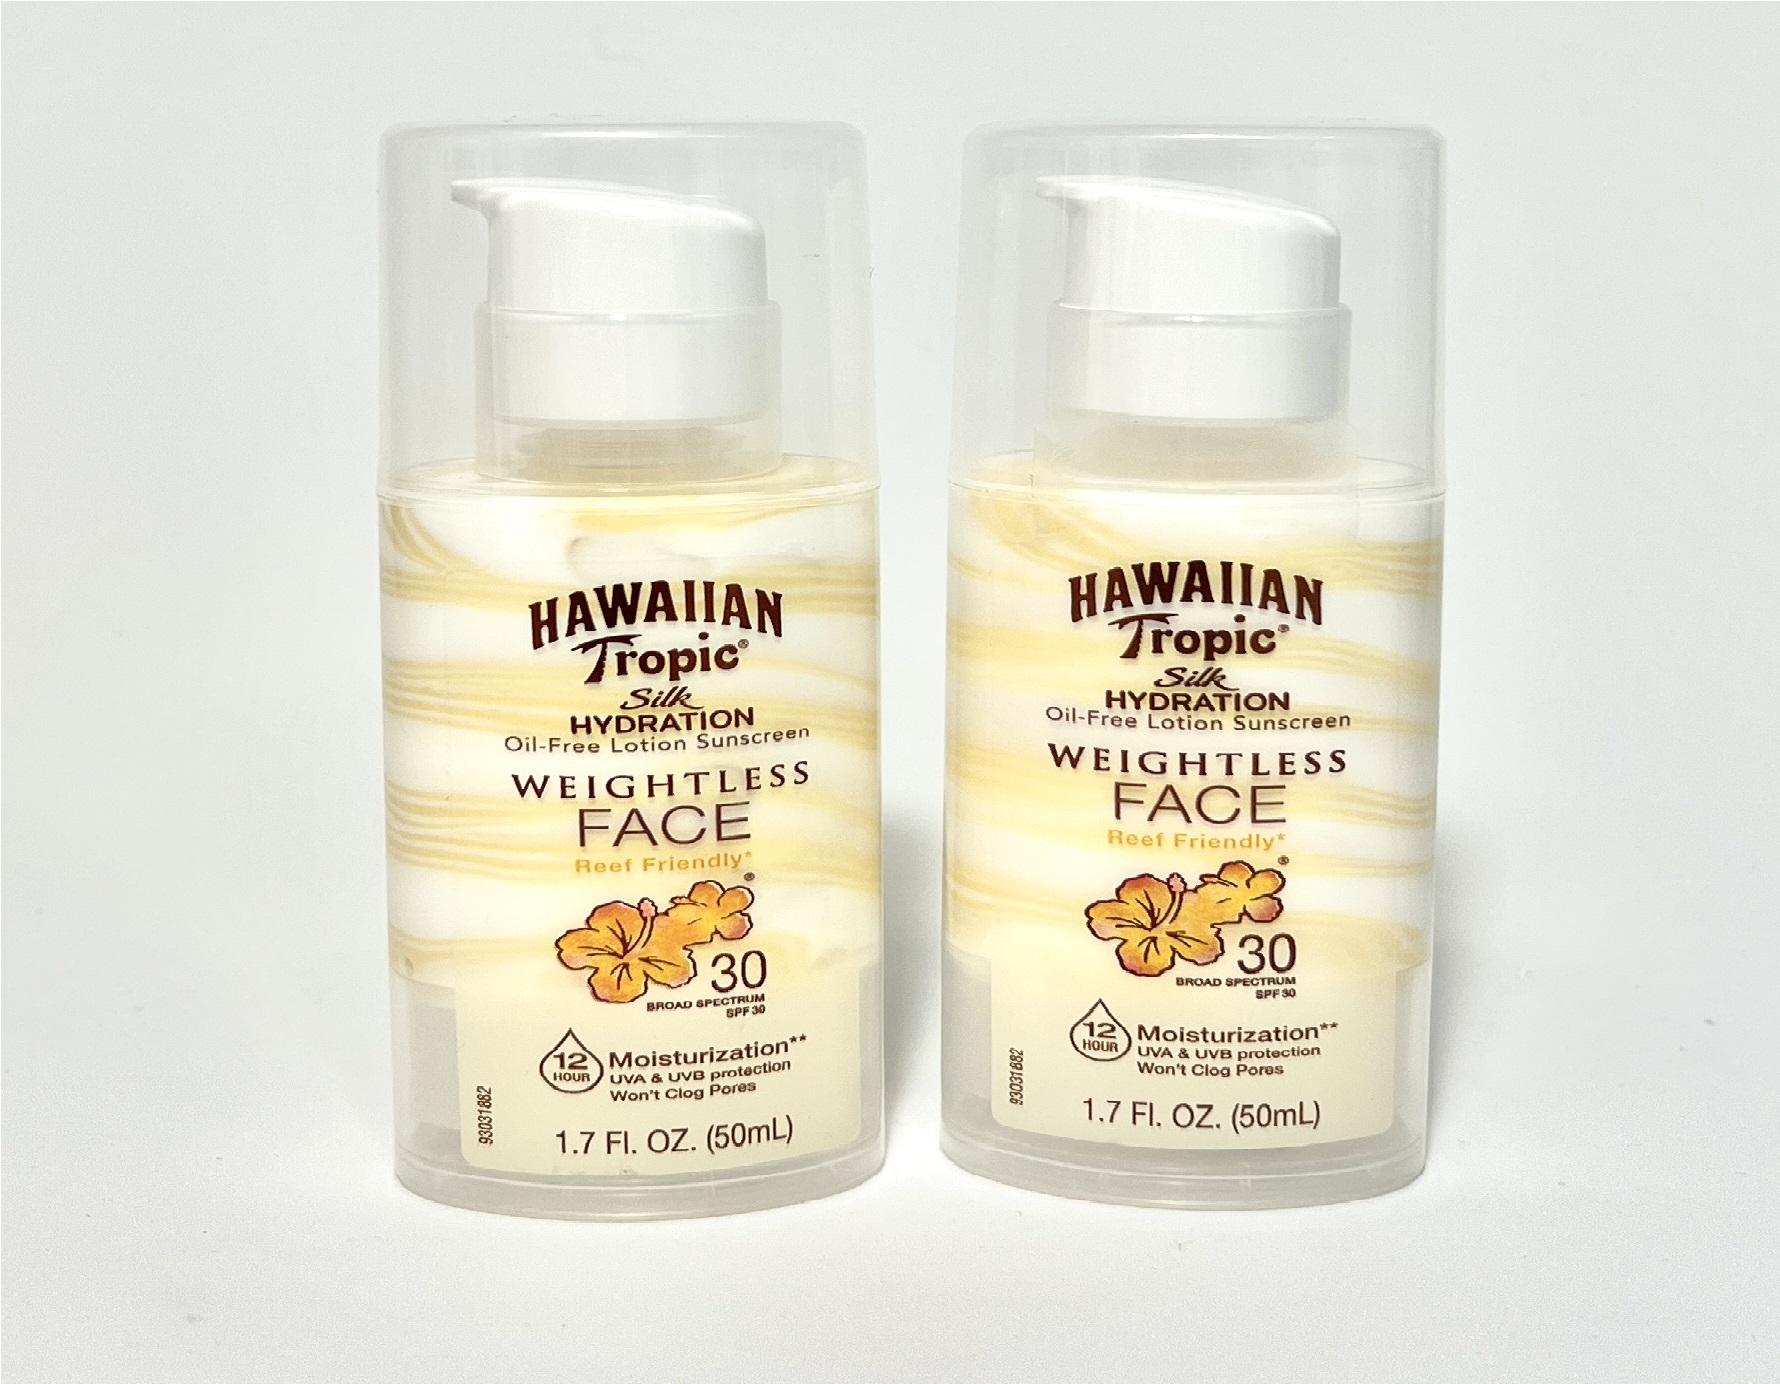 HAWAIIAN
Tropic®
Silk
HYDRATION
Oil-Free Lotion Sunscreen
WEIGHTLESS
FACE
Reef Friendly*
®
30
BROAD SPECTRUM
SPF 30
12
HOUR
Moisturization**
UVA & UVB protection
Won't Clog Pores
93031882
1.7 Fl. OZ. (50mL)
HAWAIIAN
Tropic®
Silk
HYDRATION
Oil-Free Lotion Sunscreen
WEIGHTLESS
FACE
Reef Friendly*
®
30
BROAD SPECTRUM
SPF 30
12
HOUR
Moisturization**
UVA & UVB protection
Won't Clog Pores
93031882
1.7 Fl. OZ. (50mL)